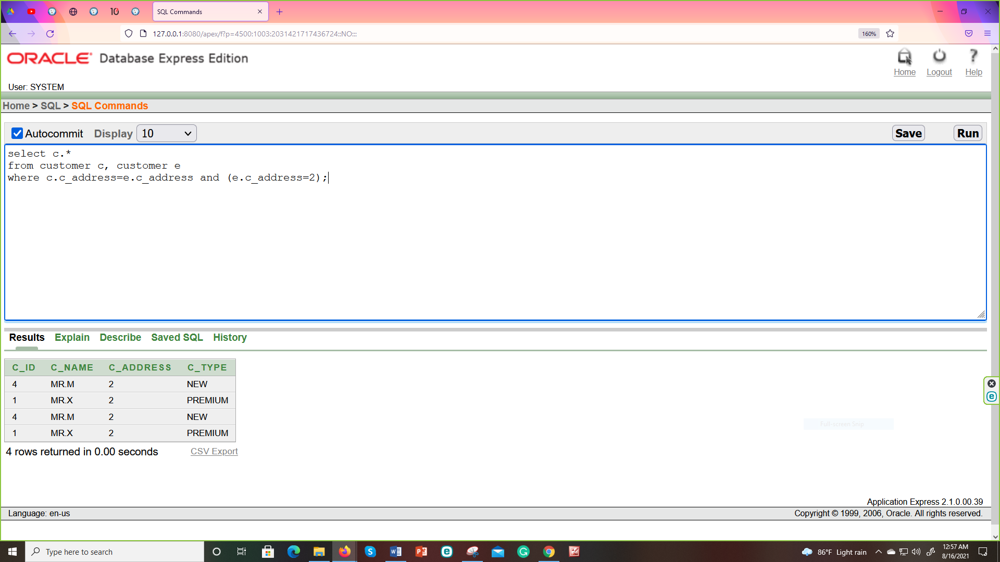 SQL Commands
127.0.0.1:8080/apex/f?p=4500:1003:2031421717436724::NO:::
160%
ORACLE Database Express Edition
Home Logout Help
User: SYSTEM
Home > SQL > SQL Commands
Autocommit Display 10 Save Run
select c.*
from customer c, customer e
where c.c_address=e.c_address and (e.c_address=2);
Results Explain Describe Saved SQL History
C_ID C_NAME C_ADDRESS C_TYPE
4 MR.M 2 NEW
1 MR.X 2 PREMIUM
4 MR.M 2 NEW
1 MR.X 2 PREMIUM
Full-screen Snip
4 rows returned in 0.00 seconds CSV Export
Application Express 2.1.0.00.39
Language: en-us Copyright © 1999, 2006, Oracle. All rights reserved.
Type here to search
86°F Light rain
12:57 AM
8/16/2021